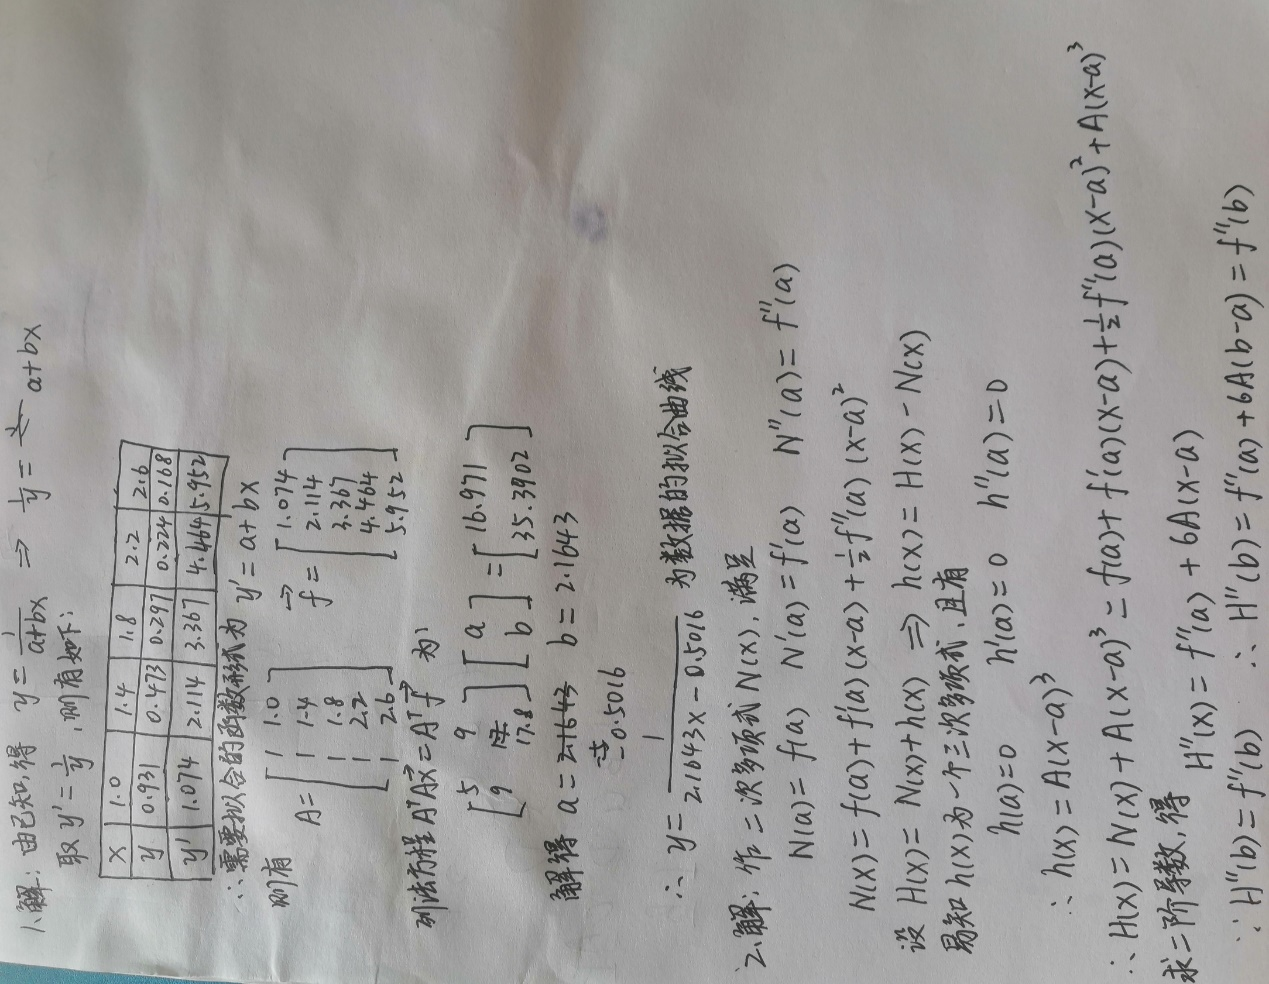 1.解：由已知，得 y=1/(a+bx) ⇒ 1/y = a+bx
取 y'=1/y，则有如下：
x 1.0 1.4 1.8 2.2 2.6
y 0.931 0.473 0.297 0.224 0.168
y' 1.074 2.114 3.367 4.464 5.952
∴需要拟合的函数形式为 y'=a+bx
则有 A=[1 1.0; 1 1.4; 1 1.8; 1 2.2; 1 2.6] ⇒ f=[1.074; 2.114; 3.367; 4.464; 5.952]
则法方程 AᵀAx=Aᵀf 为：
[5 9; 9 17.8][a; b]=[16.971; 35.3902]
解得 a=-0.5016 b=2.1643
∴ y=1/(2.1643x-0.5016) 为数据的拟合曲线
2.解：作二次多项式N(x)，满足
N(a)=f(a) N'(a)=f'(a) N''(a)=f''(a)
N(x)=f(a)+f'(a)(x-a)+½f''(a)(x-a)²
设 H(x)=N(x)+h(x) ⇒ h(x)=H(x)-N(x)
易知h(x)为一个三次多项式，且有
h(a)=0 h'(a)=0 h''(a)=0
∴ h(x)=A(x-a)³
∴H(x)=N(x)+A(x-a)³=f(a)+f'(a)(x-a)+½f''(a)(x-a)²+A(x-a)³
求二阶导数，得
H''(x)=f''(a)+6A(x-a)
∵H''(b)=f''(b) ∴H''(b)=f''(a)+6A(b-a)=f''(b)